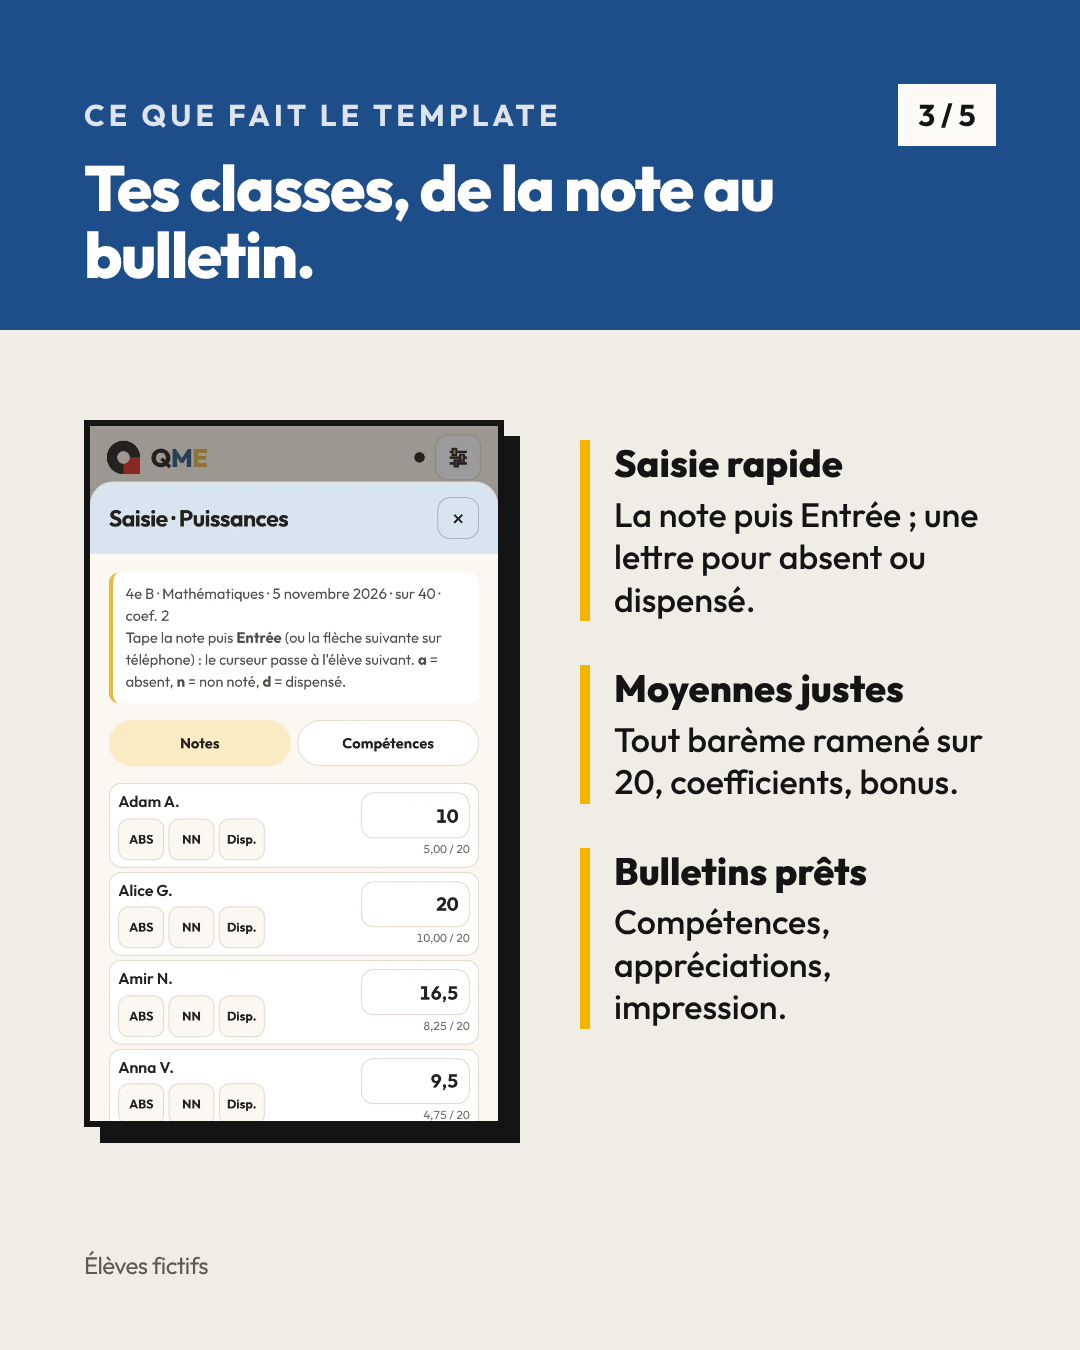 CE QUE FAIT LE TEMPLATE
3/5
Tes classes, de la note au
bulletin.
QME
Saisie · Puissances
×
4e B · Mathématiques · 5 novembre 2026 · sur 40 ·
coef. 2
Tape la note puis Entrée (ou la flèche suivante sur
téléphone) : le curseur passe à l'élève suivant. a =
absent, n = non noté, d = dispensé.
Notes
Compétences
Adam A.
10
ABS NN Disp.
5,00 / 20
Alice G.
20
ABS NN Disp.
10,00 / 20
Amir N.
16,5
ABS NN Disp.
8,25 / 20
Anna V.
9,5
ABS NN Disp.
4,75 / 20
Saisie rapide
La note puis Entrée ; une
lettre pour absent ou
dispensé.
Moyennes justes
Tout barème ramené sur
20, coefficients, bonus.
Bulletins prêts
Compétences,
appréciations,
impression.
Élèves fictifs